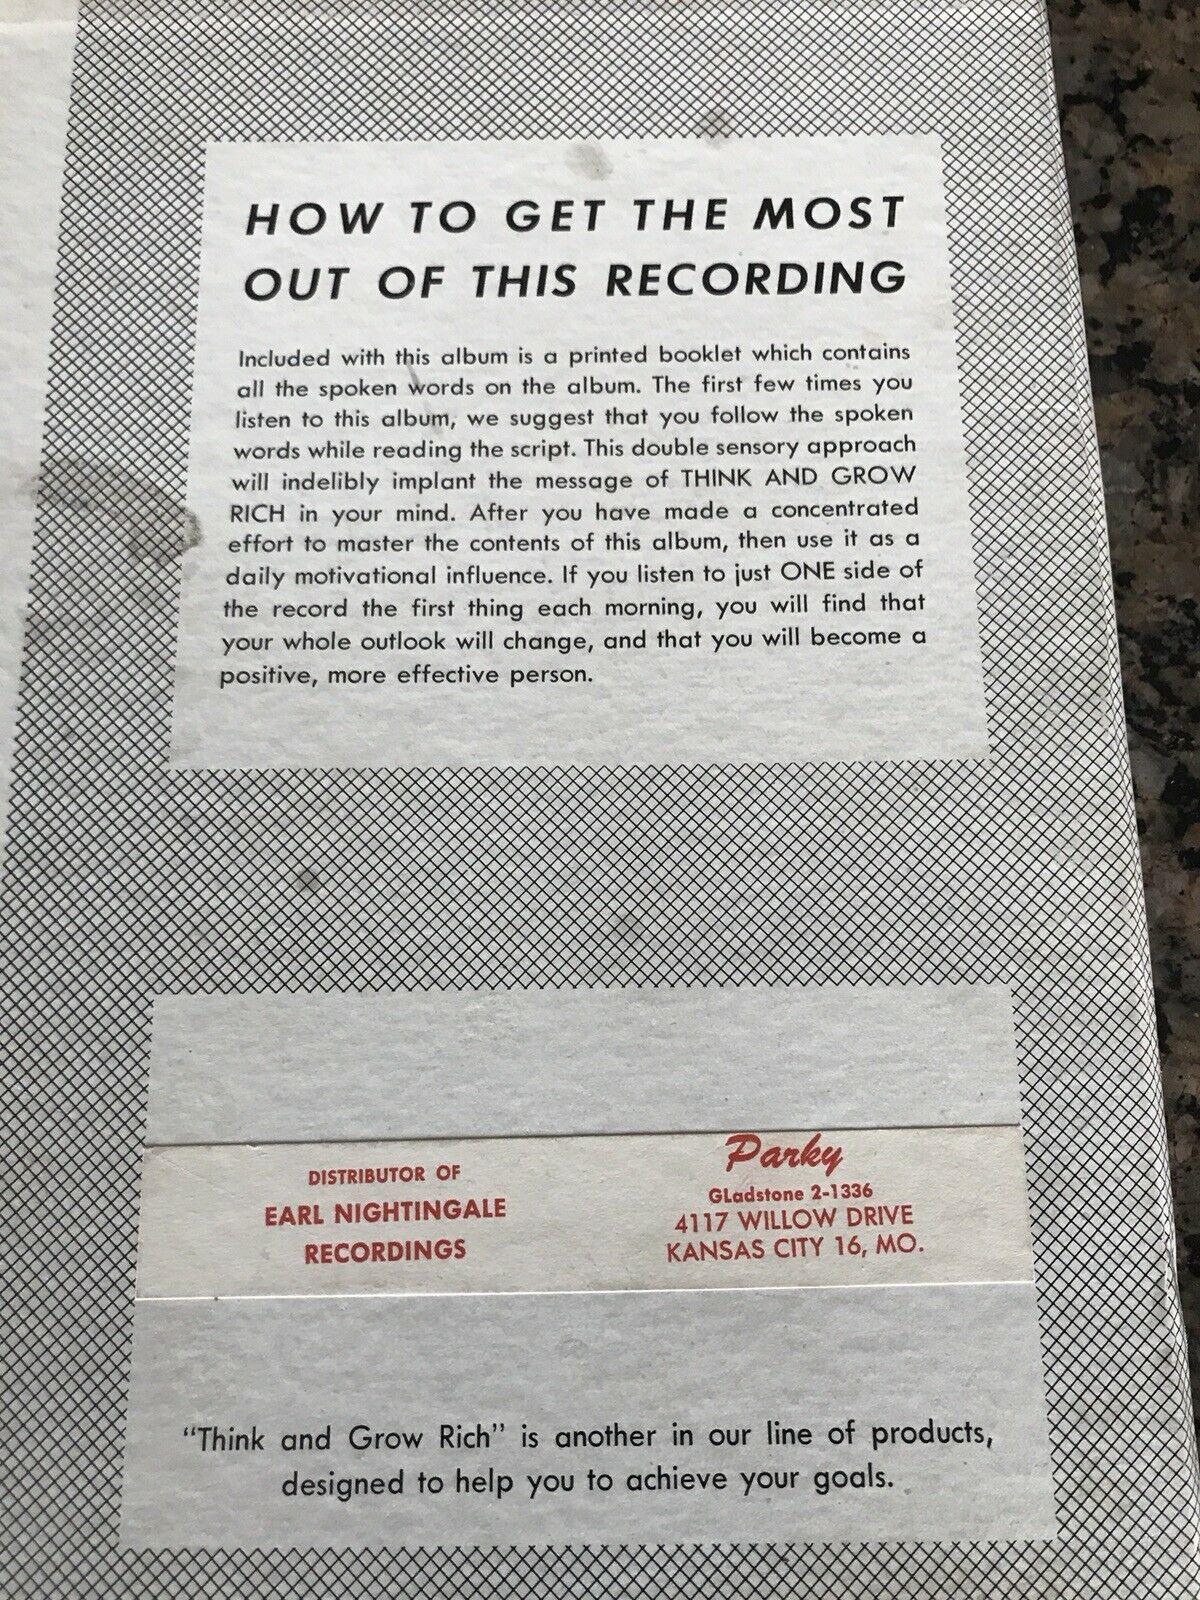 HOW TO GET THE MOST
OUT OF THIS RECORDING
Included with this album is a printed booklet which contains
all the spoken words on the album. The first few times you
listen to this album, we suggest that you follow the spoken
words while reading the script. This double sensory approach
will indelibly implant the message of THINK AND GROW
RICH in your mind. After you have made a concentrated
effort to master the contents of this album, then use it as a
daily motivational influence. If you listen to just ONE side of
the record the first thing each morning, you will find that
your whole outlook will change, and that you will become a
positive, more effective person.
DISTRIBUTOR OF
EARL NIGHTINGALE
RECORDINGS
Parky
GLadstone 2-1336
4117 WILLOW DRIVE
KANSAS CITY 16, MO.
"Think and Grow Rich" is another in our line of products,
designed to help you to achieve your goals.